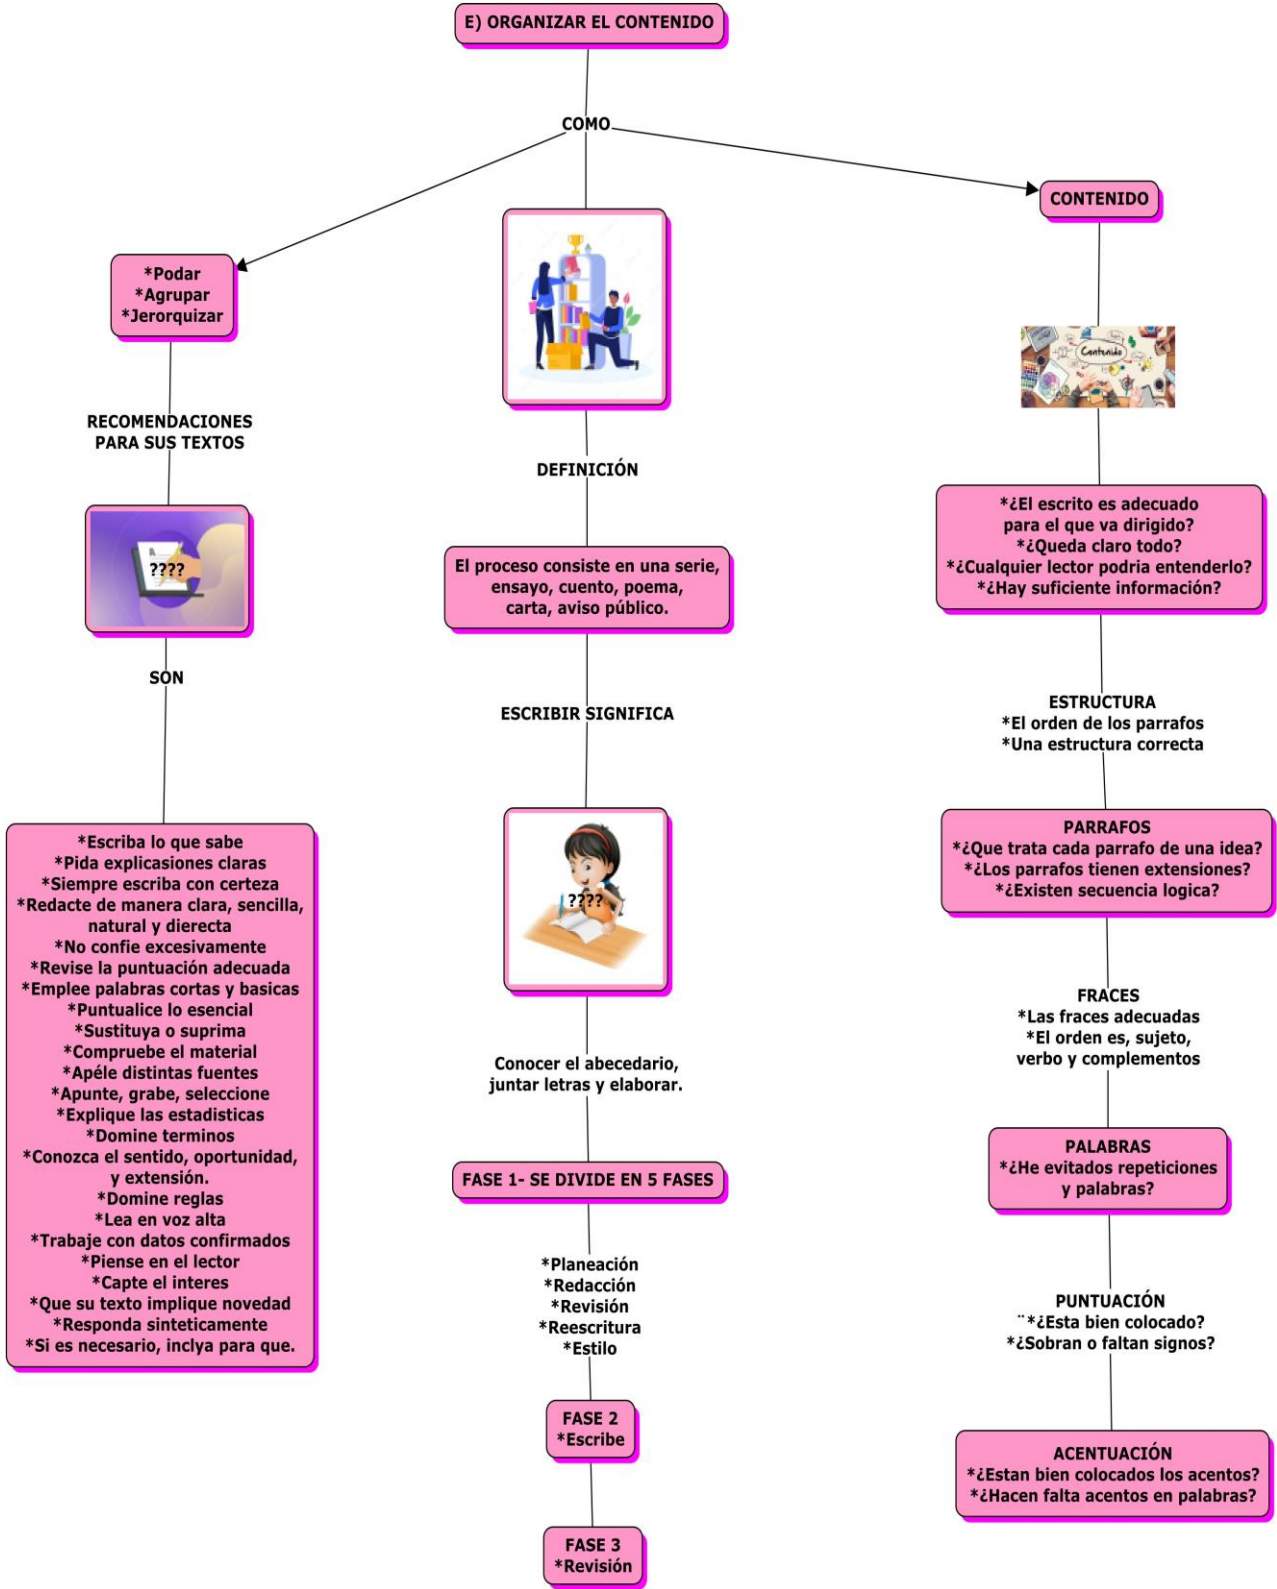 E) ORGANIZAR EL CONTENIDO
COMO
*Podar
*Agrupar
*Jerorquizar
RECOMENDACIONES
PARA SUS TEXTOS
????
SON
*Escriba lo que sabe
*Pida explicasiones claras
*Siempre escriba con certeza
*Redacte de manera clara, sencilla,
natural y dierecta
*No confie excesivamente
*Revise la puntuación adecuada
*Emplee palabras cortas y basicas
*Puntualice lo esencial
*Sustituya o suprima
*Compruebe el material
*Apéle distintas fuentes
*Apunte, grabe, seleccione
*Explique las estadisticas
*Domine terminos
*Conozca el sentido, oportunidad,
y extensión.
*Domine reglas
*Lea en voz alta
*Trabaje con datos confirmados
*Piense en el lector
*Capte el interes
*Que su texto implique novedad
*Responda sinteticamente
*Si es necesario, inclya para que.
DEFINICIÓN
El proceso consiste en una serie,
ensayo, cuento, poema,
carta, aviso público.
ESCRIBIR SIGNIFICA
????
Conocer el abecedario,
juntar letras y elaborar.
FASE 1- SE DIVIDE EN 5 FASES
*Planeación
*Redacción
*Revisión
*Reescritura
*Estilo
FASE 2
*Escribe
FASE 3
*Revisión
CONTENIDO
Contenido
*¿El escrito es adecuado
para el que va dirigido?
*¿Queda claro todo?
*¿Cualquier lector podria entenderlo?
*¿Hay suficiente información?
ESTRUCTURA
*El orden de los parrafos
*Una estructura correcta
PARRAFOS
*¿Que trata cada parrafo de una idea?
*¿Los parrafos tienen extensiones?
*¿Existen secuencia logica?
FRACES
*Las fraces adecuadas
*El orden es, sujeto,
verbo y complementos
PALABRAS
*¿He evitados repeticiones
y palabras?
PUNTUACIÓN
¨*¿Esta bien colocado?
*¿Sobran o faltan signos?
ACENTUACIÓN
*¿Estan bien colocados los acentos?
*¿Hacen falta acentos en palabras?